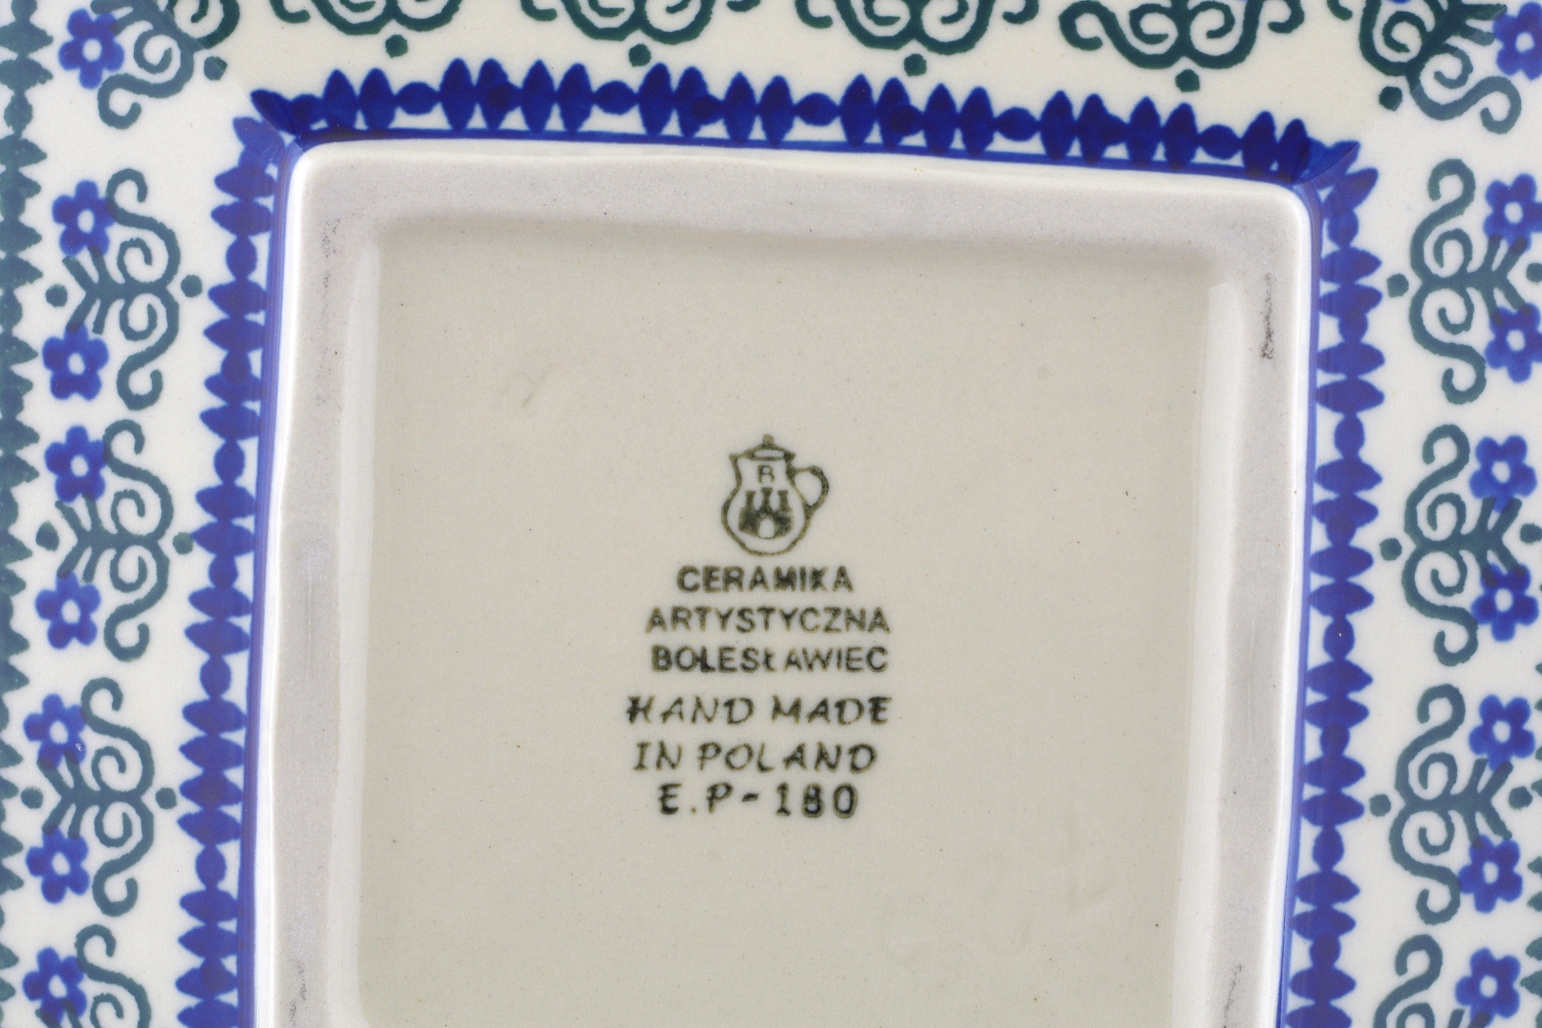 B
CERAMIKA
ARTYSTYCZNA
BOLESŁAWIEC
HAND MADE
IN POLAND
E.P-180